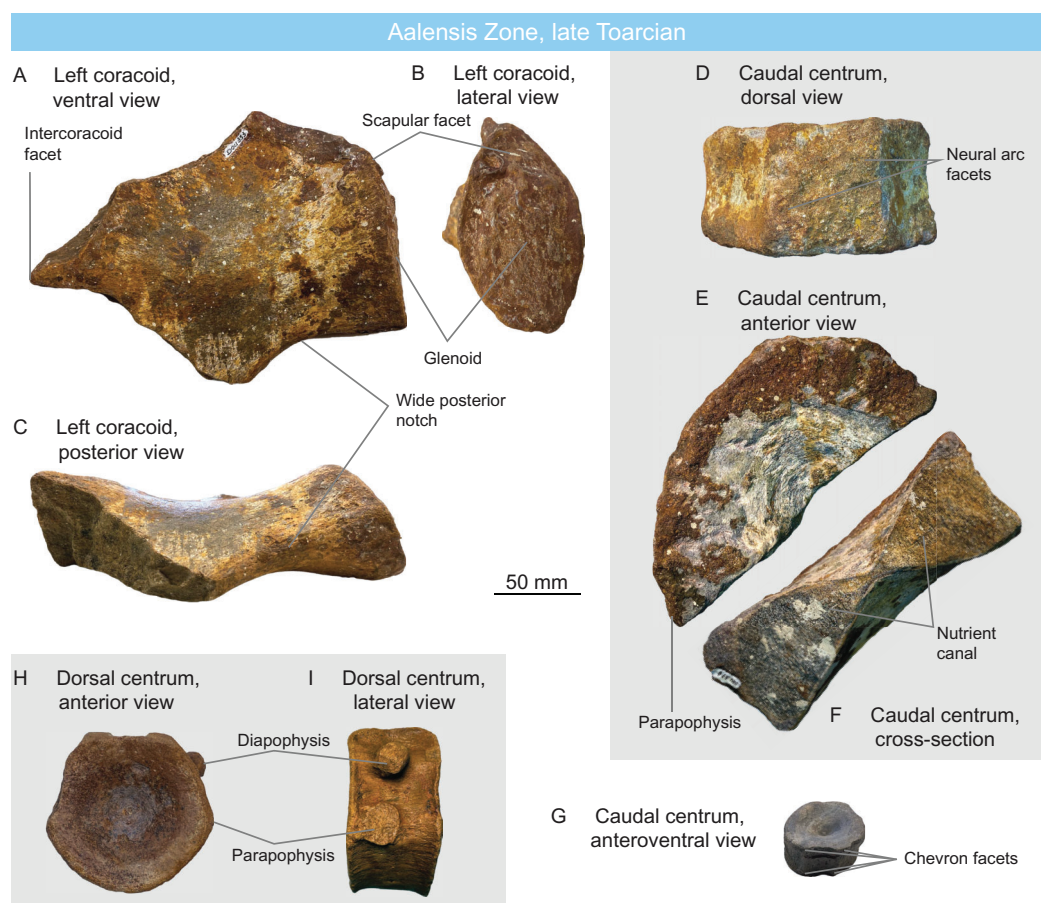 Aalensis Zone, late Toarcian
A Left coracoid,
ventral view
Intercoracoid
facet
B Left coracoid,
lateral view
Scapular facet
Glenoid
Wide posterior
notch
C Left coracoid,
posterior view
50 mm
D Caudal centrum,
dorsal view
Neural arc
facets
E Caudal centrum,
anterior view
Nutrient
canal
Parapophysis
F Caudal centrum,
cross-section
H Dorsal centrum,
anterior view
I Dorsal centrum,
lateral view
Diapophysis
Parapophysis
G Caudal centrum,
anteroventral view
Chevron facets